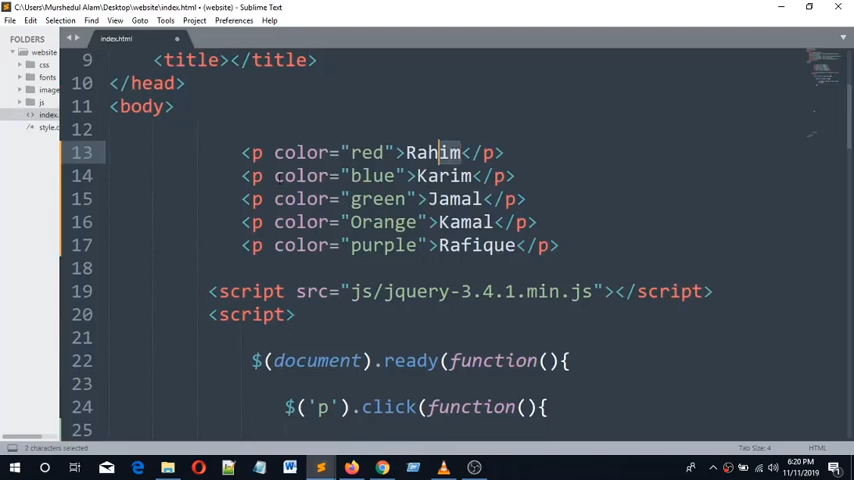 C:\Users\Murshedul Alam\Desktop\website\index.html • (website) - Sublime Text
File Edit Selection Find View Goto Tools Project Preferences Help
FOLDERS
website
css
fonts
image
js
index.
style.c
index.html
9 <title></title>
10 </head>
11 <body>
12
13 <p color="red">Rahim</p>
14 <p color="blue">Karim</p>
15 <p color="green">Jamal</p>
16 <p color="Orange">Kamal</p>
17 <p color="purple">Rafique</p>
18
19 <script src="js/jquery-3.4.1.min.js"></script>
20 <script>
21
22 $(document).ready(function(){
23
24 $('p').click(function(){
25
2 characters selected
Tab Size: 4
HTML
6:20 PM
11/11/2019